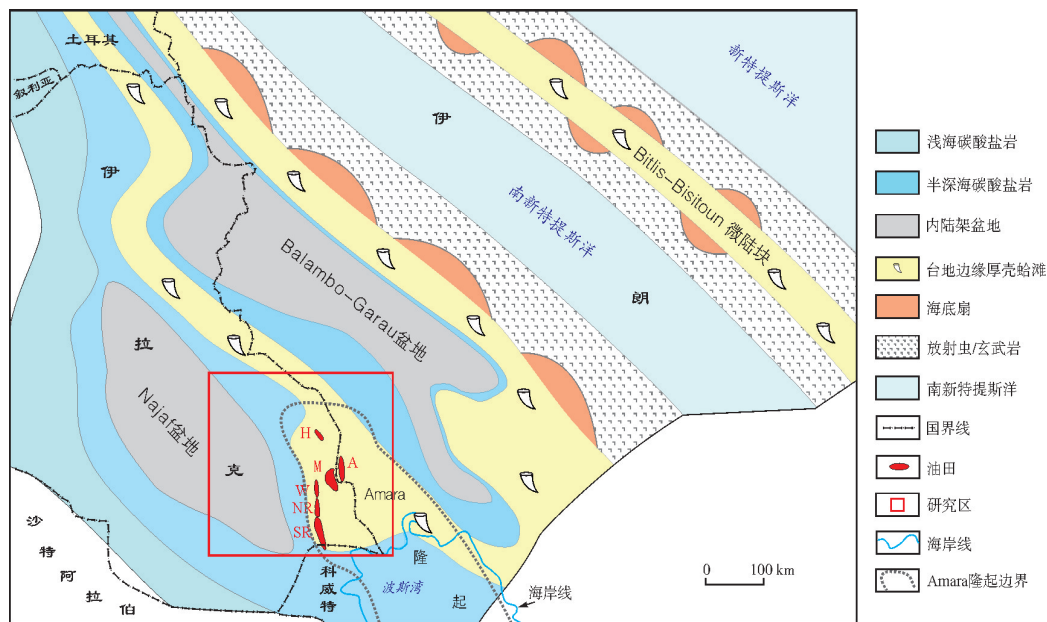 土耳其
叙利亚
伊
拉
克
伊
朗
新特提斯洋
南新特提斯洋
Bitlis-Bisitoun 微陆块
Balambo-Garau盆地
Najaf盆地
H
M
A
W
NR
SR
Amara
隆
起
沙
特
阿
拉
伯
科
威
特
波斯湾
海岸线
0 100 km
浅海碳酸盐岩
半深海碳酸盐岩
内陆架盆地
台地边缘厚壳蛤滩
海底扇
放射虫/玄武岩
南新特提斯洋
国界线
油田
研究区
海岸线
Amara隆起边界